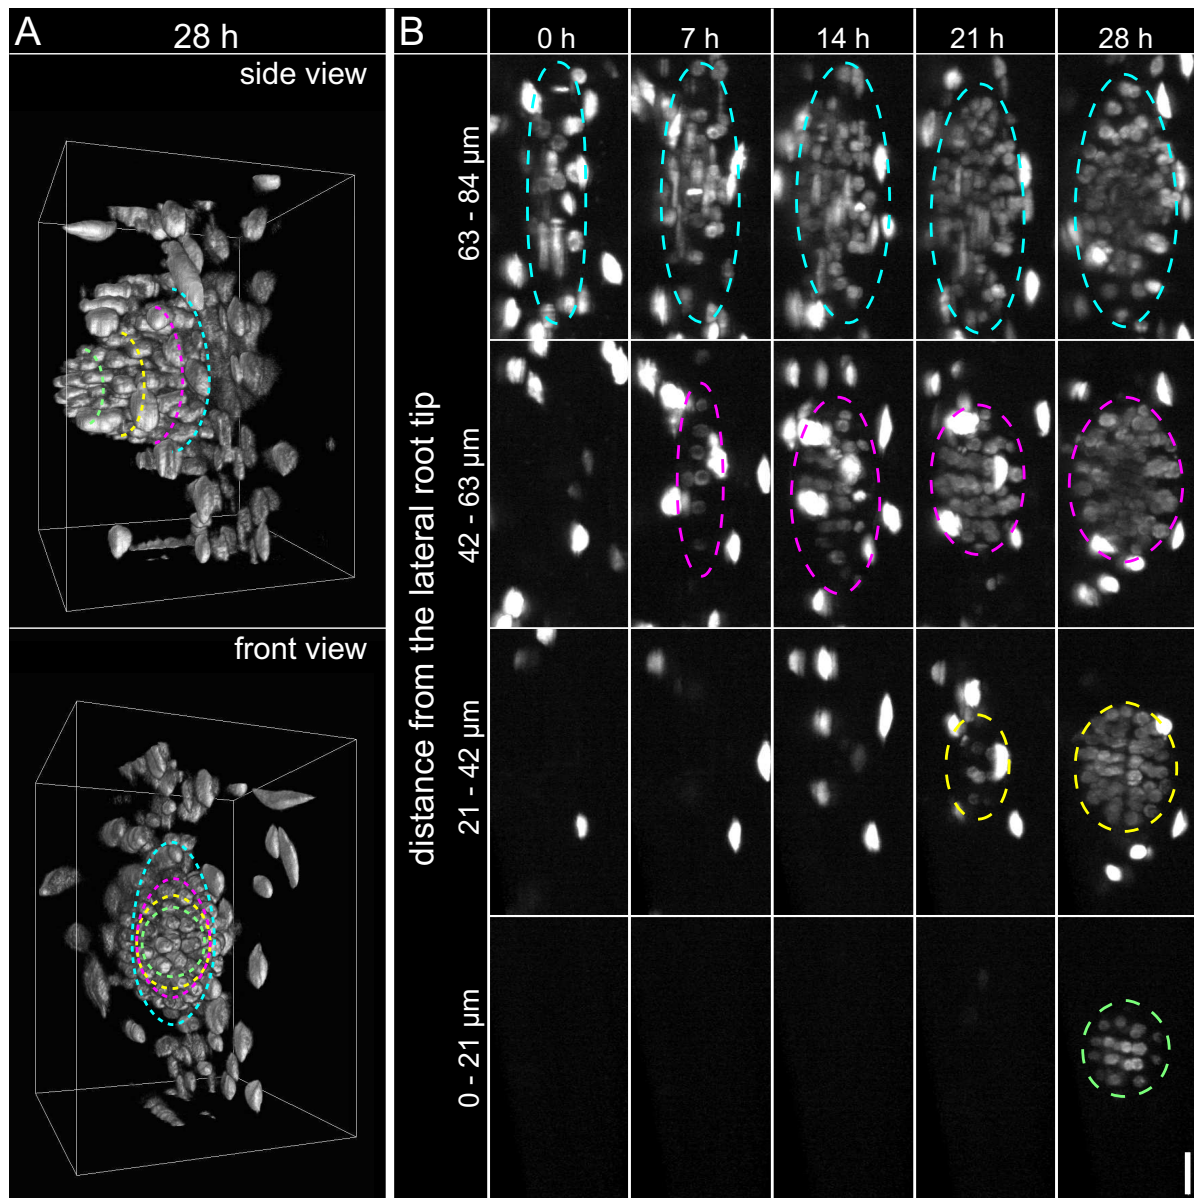 A
28 h
side view
front view
B
0 h
7 h
14 h
21 h
28 h
distance from the lateral root tip
63 - 84 µm
42 - 63 µm
21 - 42 µm
0 - 21 µm